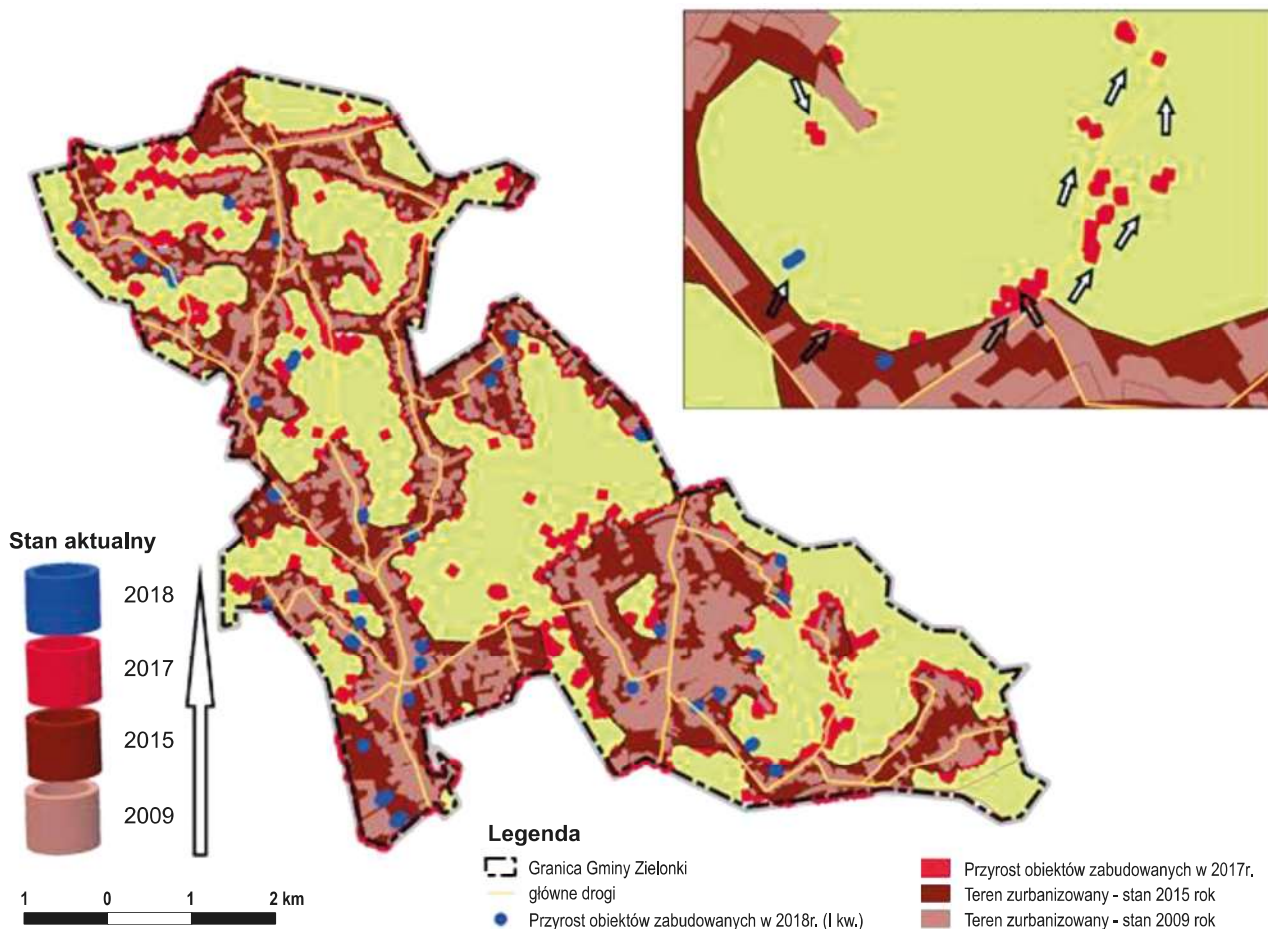 Stan aktualny
2018
2017
2015
2009
1 0 1 2 km
Legenda
Granica Gminy Zielonki
główne drogi
Przyrost obiektów zabudowanych w 2018r. (I kw.)
Przyrost obiektów zabudowanych w 2017r.
Teren zurbanizowany - stan 2015 rok
Teren zurbanizowany - stan 2009 rok